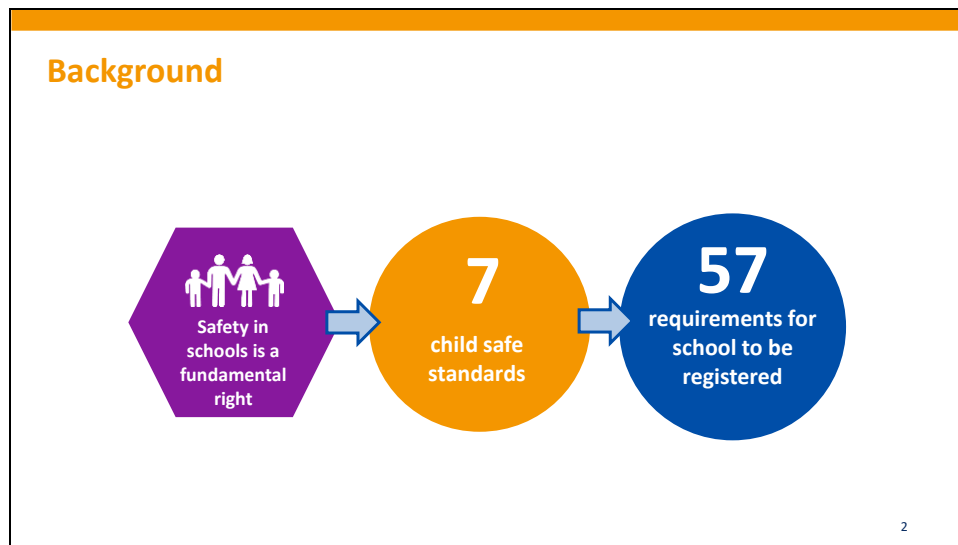 Background
Safety in
schools is a
fundamental
right
7
child safe
standards
57
requirements for
school to be
registered
2